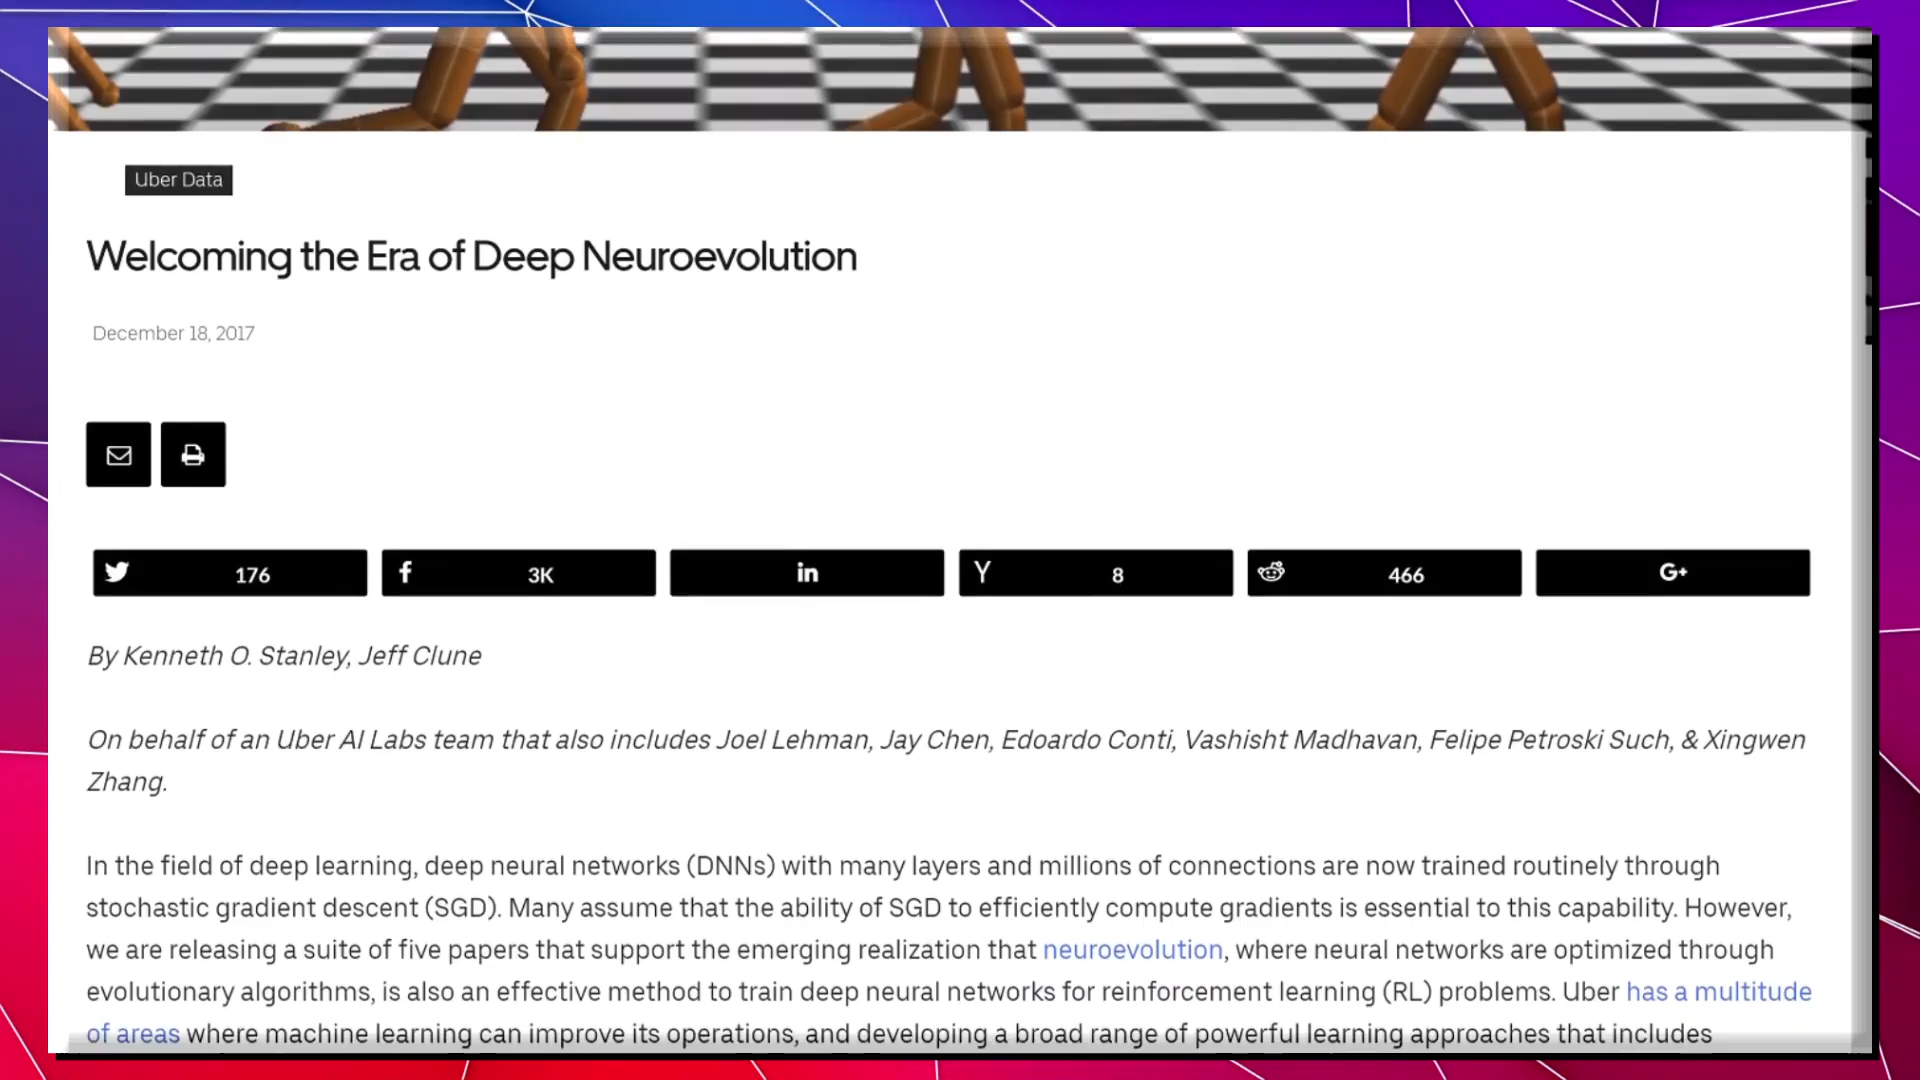 Uber Data
Welcoming the Era of Deep Neuroevolution
December 18, 2017
176
f
3K
in
Y
8
466
G+
By Kenneth O. Stanley, Jeff Clune
On behalf of an Uber AI Labs team that also includes Joel Lehman, Jay Chen, Edoardo Conti, Vashisht Madhavan, Felipe Petroski Such, & Xingwen
Zhang.
In the field of deep learning, deep neural networks (DNNs) with many layers and millions of connections are now trained routinely through
stochastic gradient descent (SGD). Many assume that the ability of SGD to efficiently compute gradients is essential to this capability. However,
we are releasing a suite of five papers that support the emerging realization that neuroevolution, where neural networks are optimized through
evolutionary algorithms, is also an effective method to train deep neural networks for reinforcement learning (RL) problems. Uber has a multitude
of areas where machine learning can improve its operations, and developing a broad range of powerful learning approaches that includes